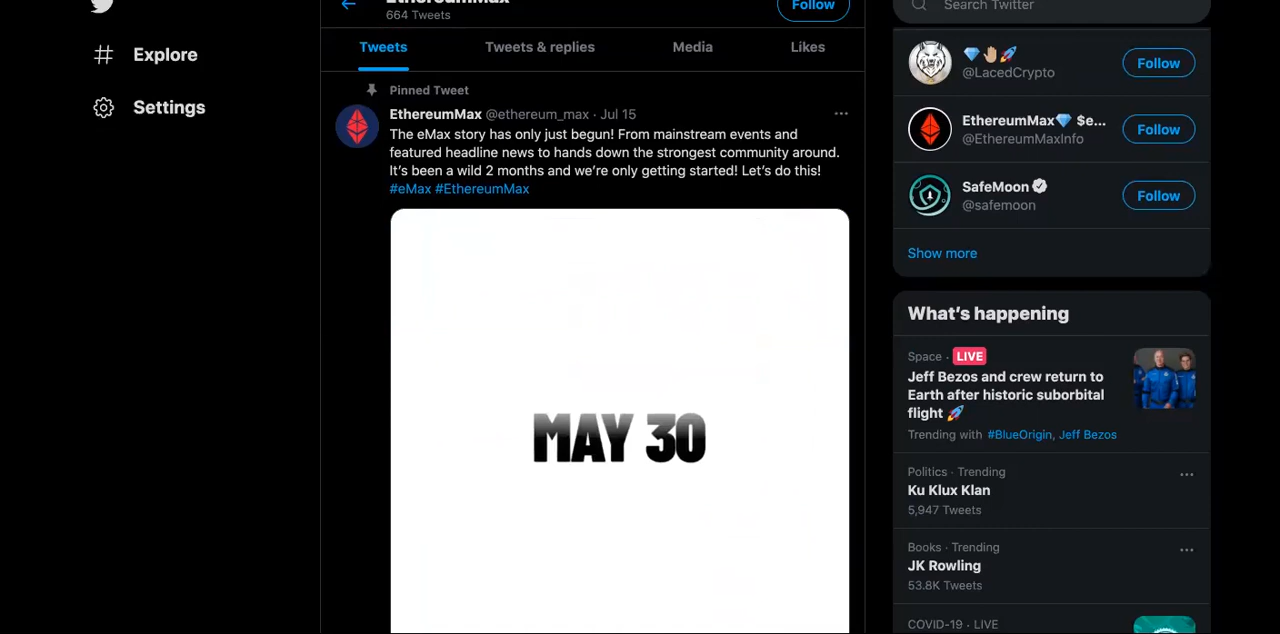 Explore
Settings
EthereumMax
664 Tweets
Follow
Tweets
Tweets & replies
Media
Likes
Pinned Tweet
EthereumMax @ethereum_max · Jul 15
The eMax story has only just begun! From mainstream events and
featured headline news to hands down the strongest community around.
It's been a wild 2 months and we're only getting started! Let's do this!
#eMax #EthereumMax
MAY 30
Search Twitter
💎🤚🏼🚀
@LacedCrypto
Follow
EthereumMax💎 $e...
@EthereumMaxInfo
Follow
SafeMoon
@safemoon
Follow
Show more
What's happening
Space · LIVE
Jeff Bezos and crew return to
Earth after historic suborbital
flight 🚀
Trending with #BlueOrigin, Jeff Bezos
Politics · Trending
Ku Klux Klan
5,947 Tweets
Books · Trending
JK Rowling
53.8K Tweets
COVID-19 · LIVE